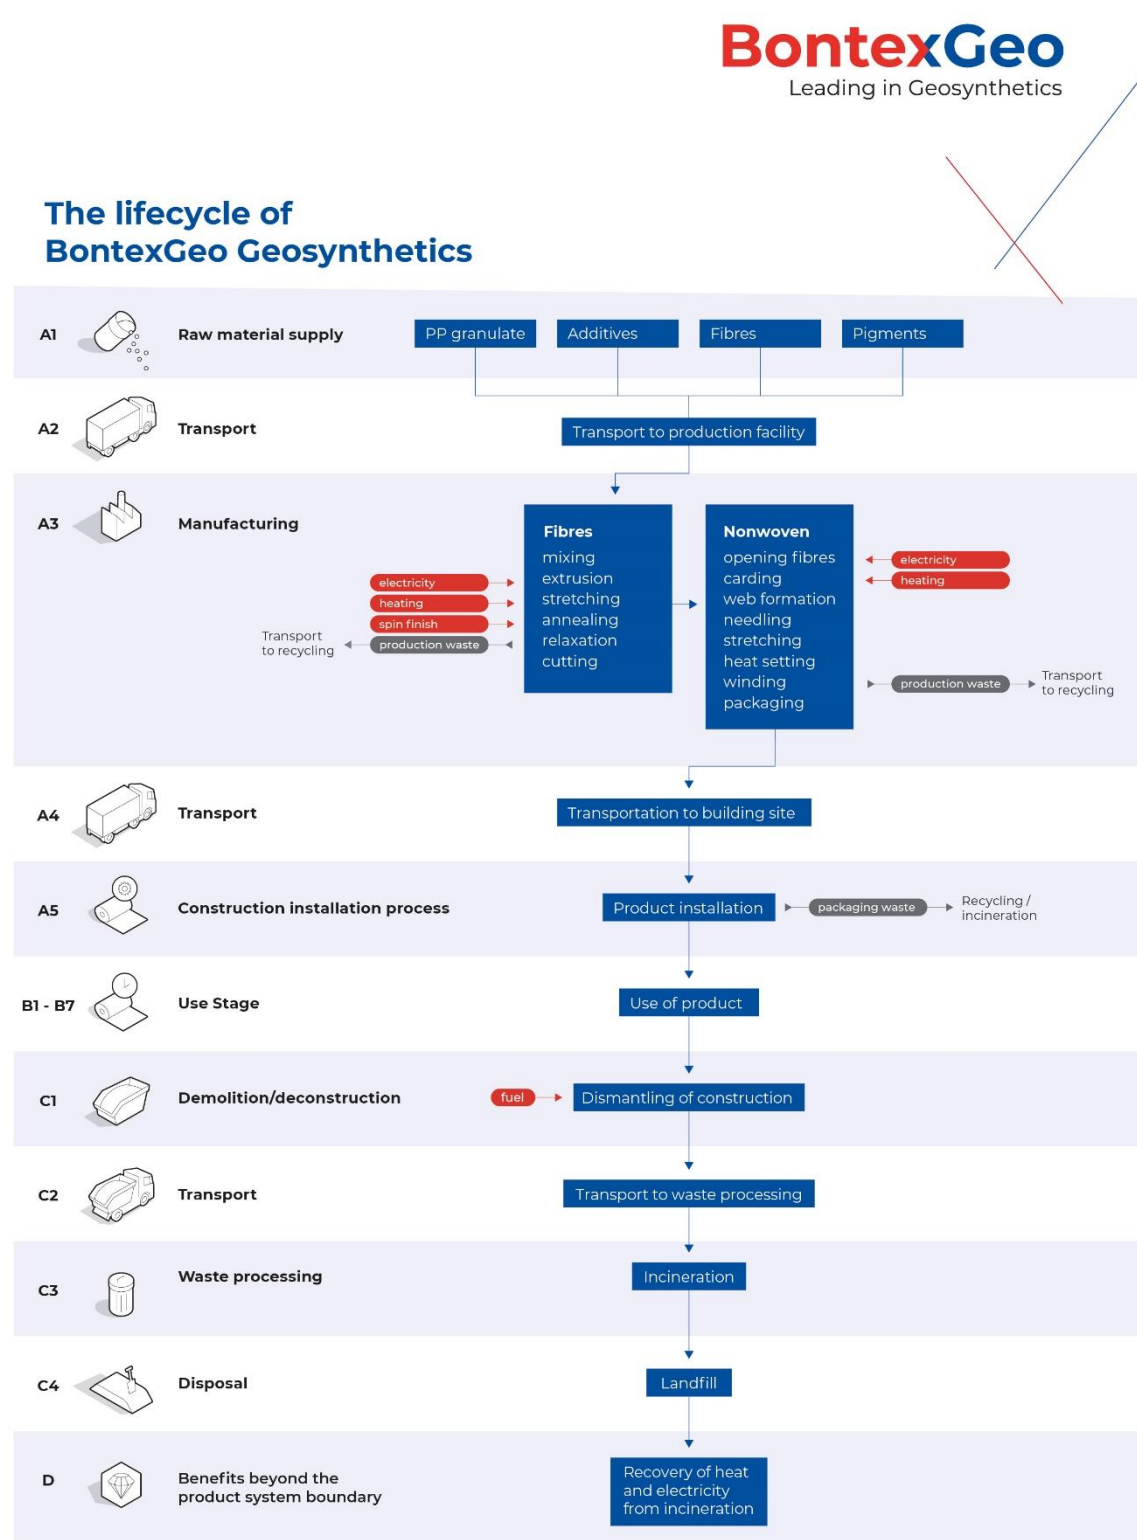 BontexGeo
Leading in Geosynthetics
The lifecycle of
BontexGeo Geosynthetics
A1
Raw material supply
PP granulate
Additives
Fibres
Pigments
A2
Transport
Transport to production facility
A3
Manufacturing
Fibres
mixing
extrusion
stretching
annealing
relaxation
cutting
electricity
heating
spin finish
production waste
Transport
to recycling
Nonwoven
opening fibres
carding
web formation
needling
stretching
heat setting
winding
packaging
electricity
heating
production waste
Transport
to recycling
A4
Transport
Transportation to building site
A5
Construction installation process
Product installation
packaging waste
Recycling /
incineration
B1 - B7
Use Stage
Use of product
C1
Demolition/deconstruction
fuel
Dismantling of construction
C2
Transport
Transport to waste processing
C3
Waste processing
Incineration
C4
Disposal
Landfill
D
Benefits beyond the
product system boundary
Recovery of heat
and electricity
from incineration